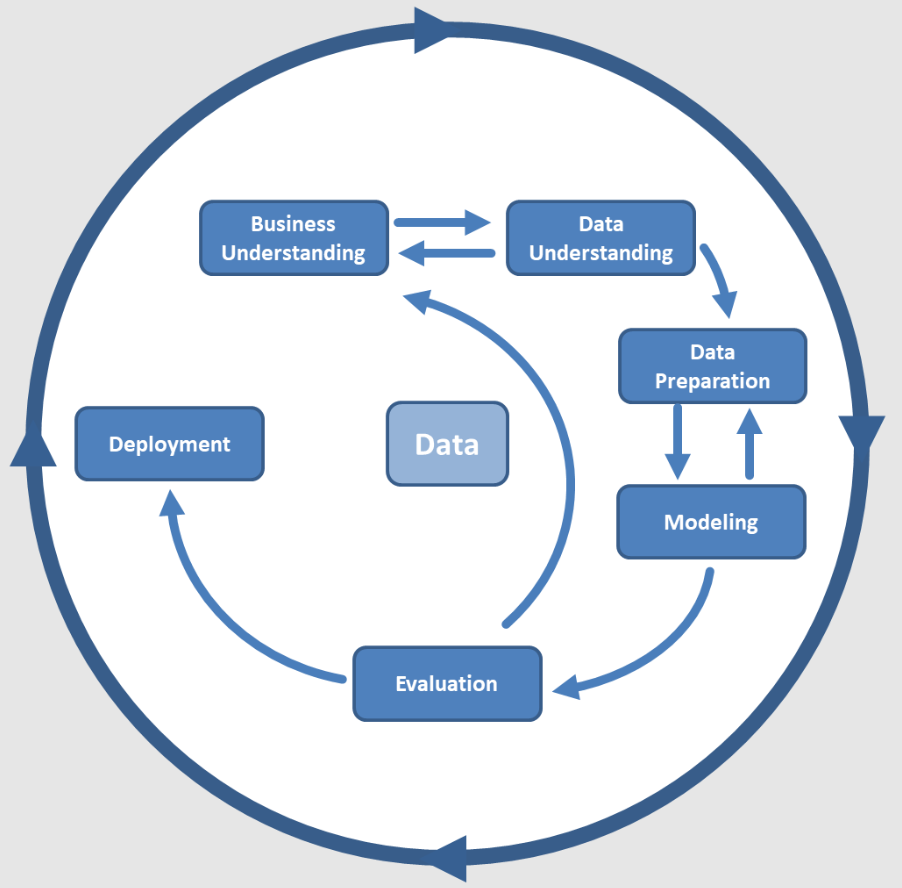 Business
Understanding
Data
Understanding
Data
Preparation
Deployment
Data
Modeling
Evaluation